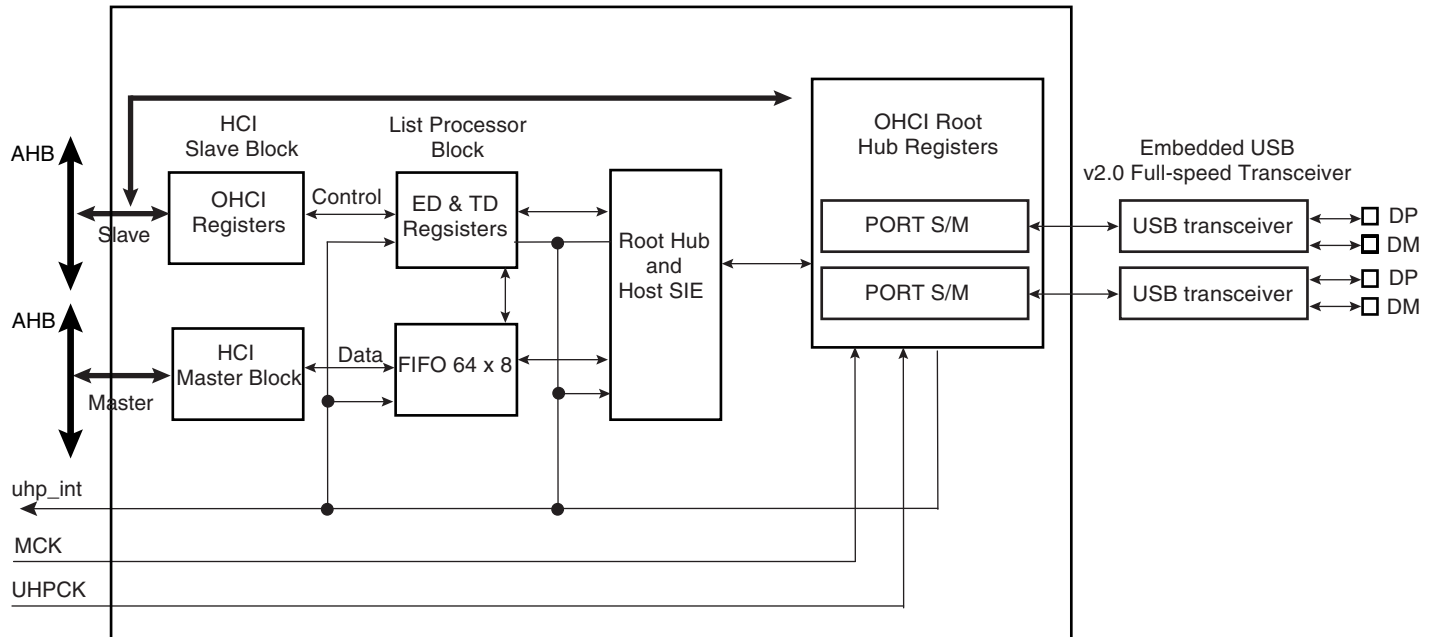 HCI
Slave Block
List Processor
Block
OHCI Root
Hub Registers
Embedded USB
v2.0 Full-speed Transceiver
AHB
Slave
OHCI
Registers
Control
ED & TD
Regsisters
Root Hub
and
Host SIE
PORT S/M
USB transceiver
DP
DM
PORT S/M
USB transceiver
DP
DM
AHB
Master
HCI
Master Block
Data
FIFO 64 x 8
uhp_int
MCK
UHPCK